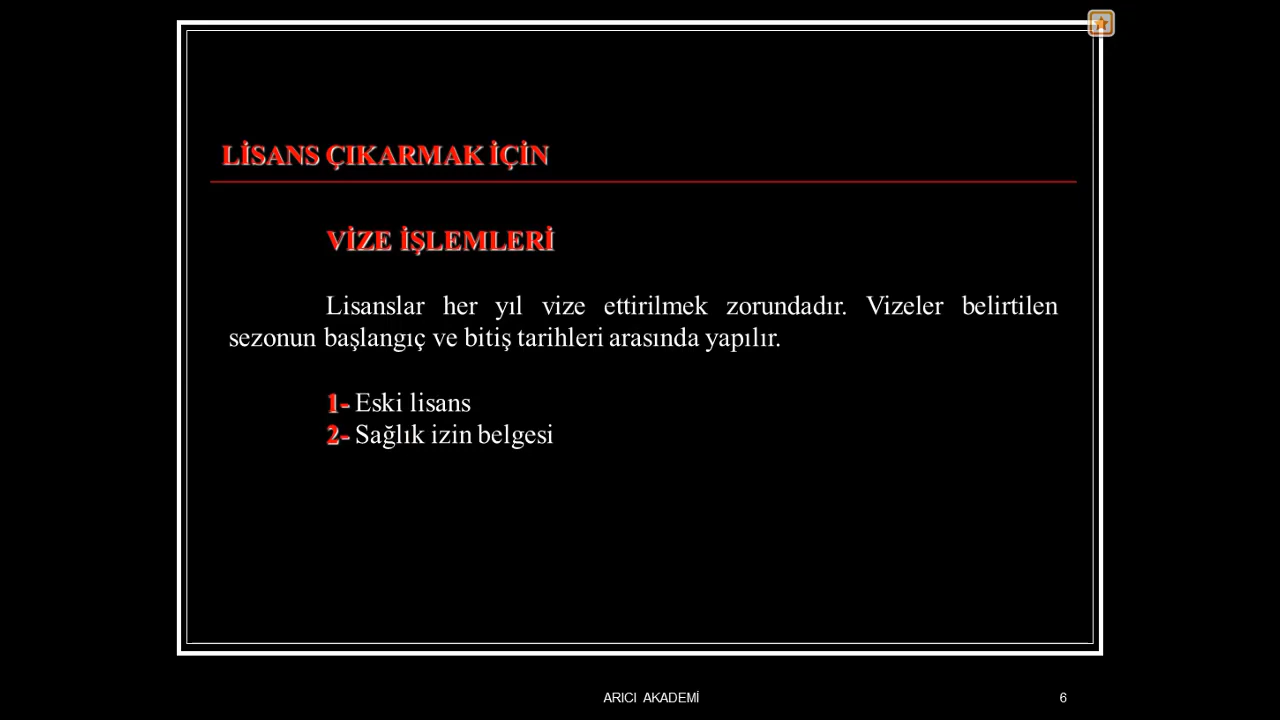 LİSANS ÇIKARMAK İÇİN
VİZE İŞLEMLERİ
Lisanslar her yıl vize ettirilmek zorundadır. Vizeler belirtilen
sezonun başlangıç ve bitiş tarihleri arasında yapılır.
1- Eski lisans
2- Sağlık izin belgesi
ARICI AKADEMİ
6